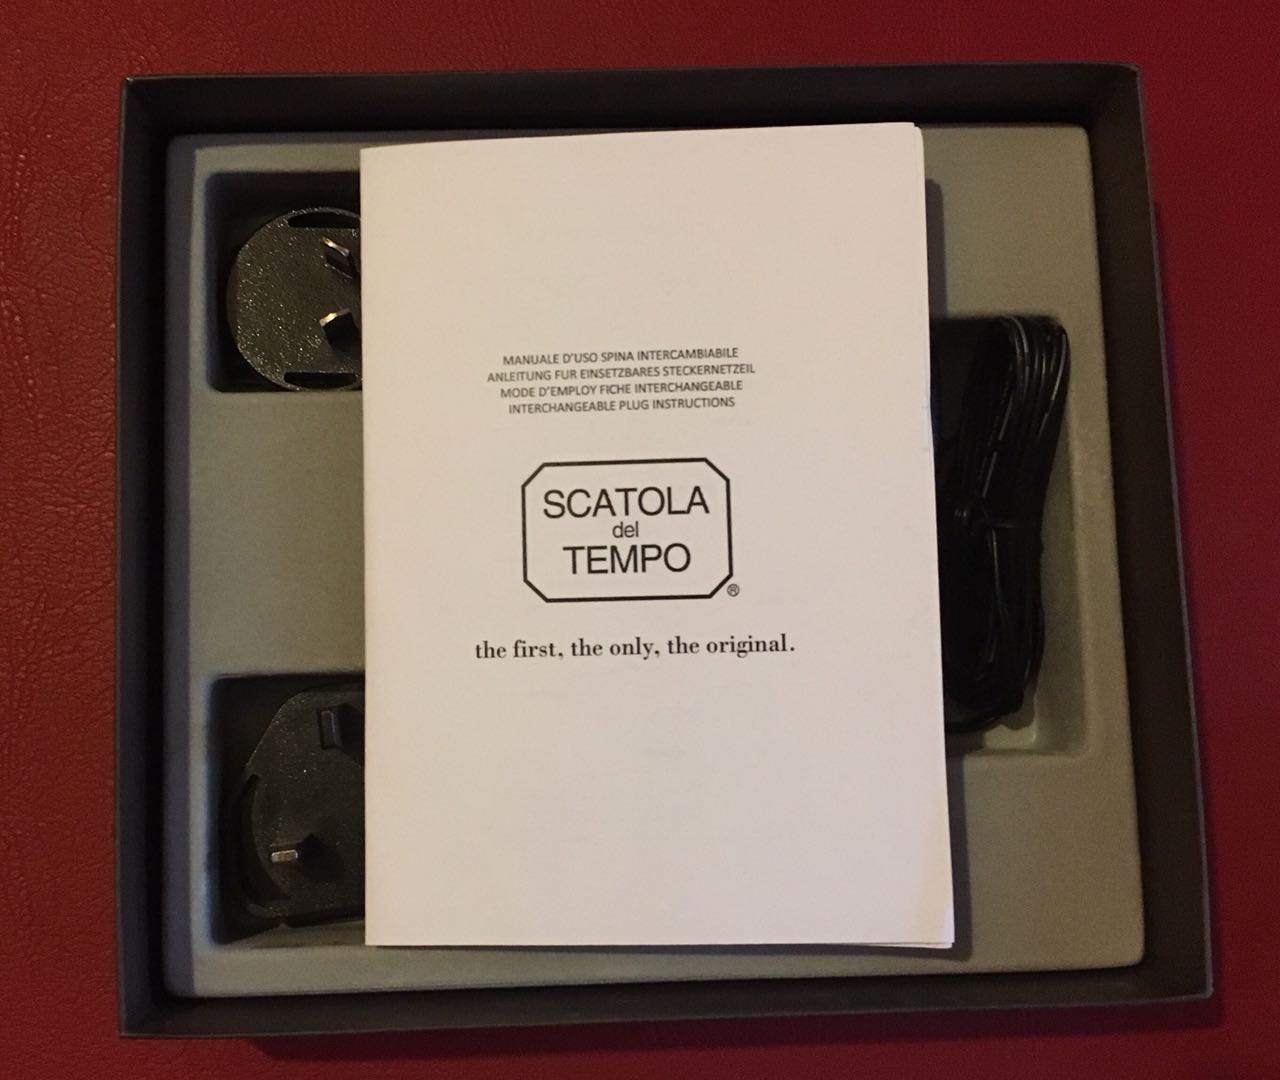 MANUALE D'USO SPINA INTERCAMBIABILE
ANLEITUNG FUR EINSETZBARES STECKERNETZEIL
MODE D'EMPLOY FICHE INTERCHANGEABLE
INTERCHANGEABLE PLUG INSTRUCTIONS
SCATOLA
del
TEMPO
®
the first, the only, the original.